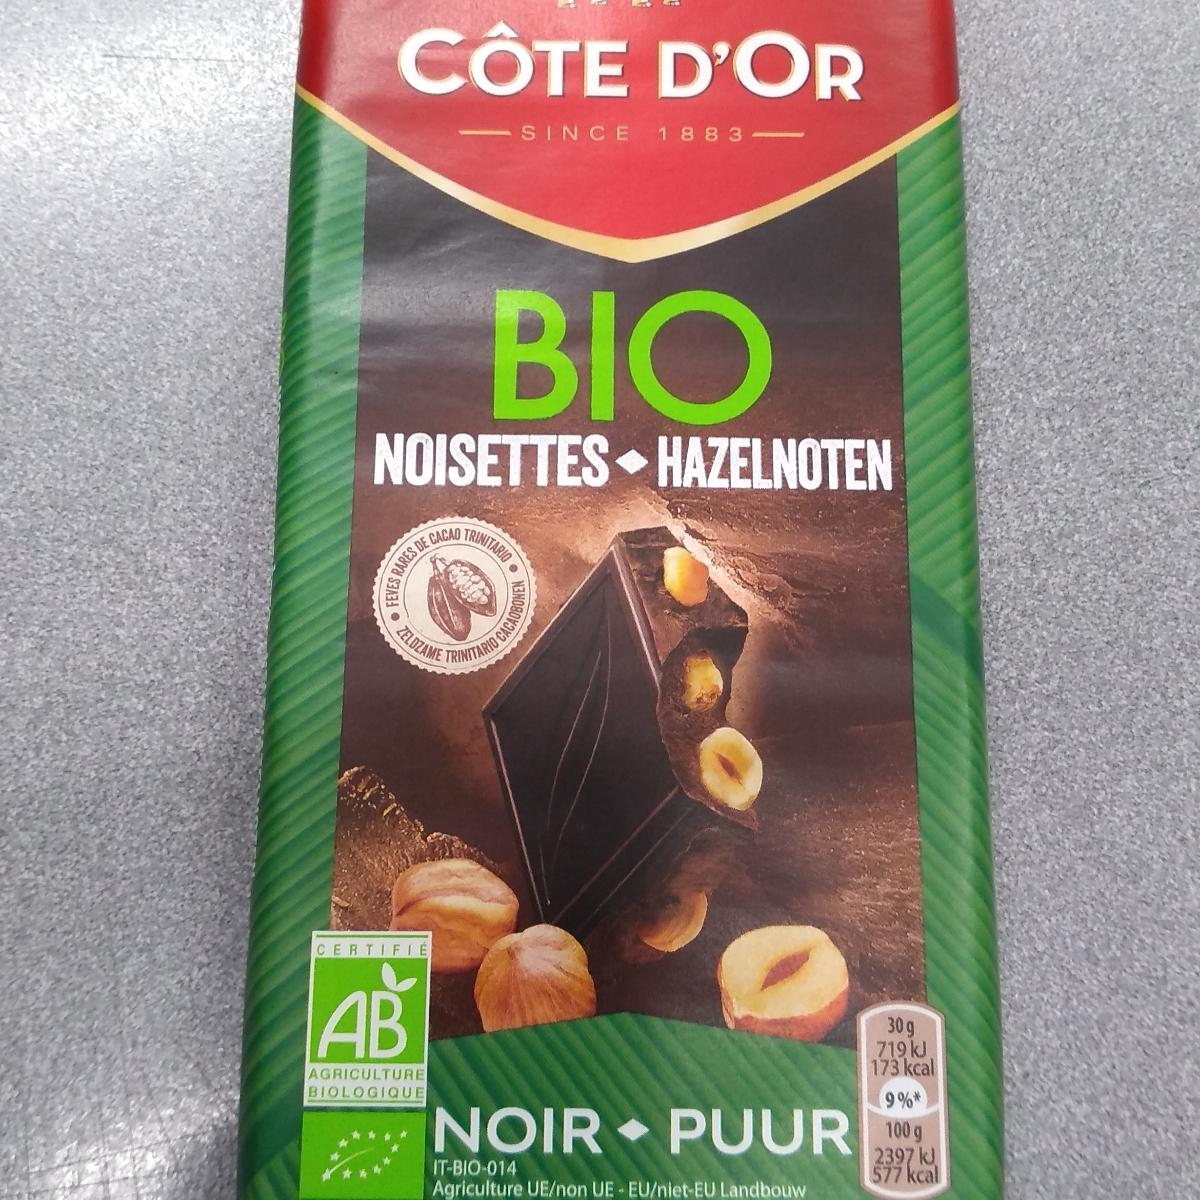 CÔTE D'OR
SINCE 1883
BIO
NOISETTES ◆ HAZELNOTEN
FEVES RARES DE CACAO TRINITARIO •
ZELDZAME TRINITARIO CACAOBONEN •
CERTIFIÉ
AB
AGRICULTURE
BIOLOGIQUE
NOIR ◆ PUUR
IT-BIO-014
Agriculture UE/non UE - EU/niet-EU Landbouw
30 g
719 kJ
173 kcal
9%*
100 g
2397 kJ
577 kcal